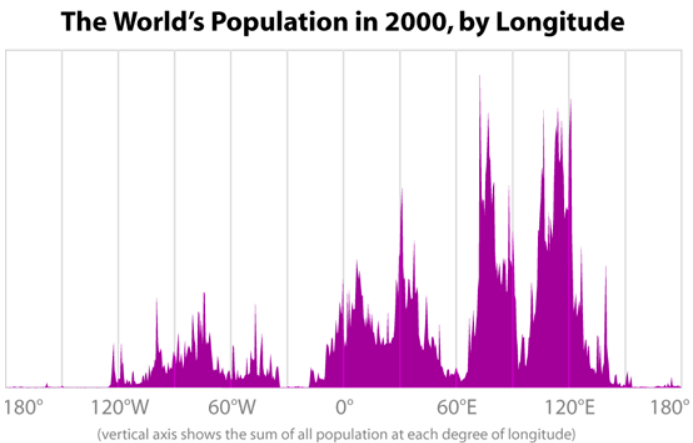 The World's Population in 2000, by Longitude
180° 120°W 60°W 0° 60°E 120°E 180°
(vertical axis shows the sum of all population at each degree of longitude)